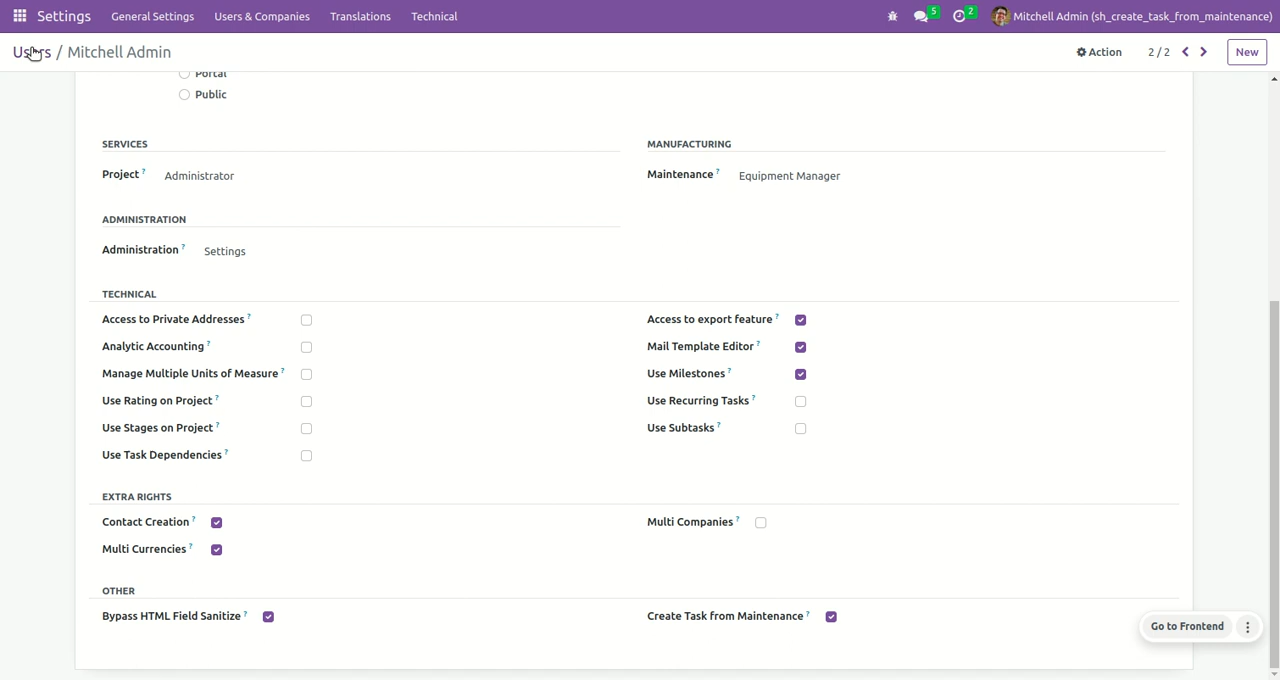 Settings General Settings Users & Companies Translations Technical 5 2 Mitchell Admin (sh_create_task_from_maintenance)
Users / Mitchell Admin Action 2 / 2 New
Portal
Public
SERVICES MANUFACTURING
Project ? Administrator Maintenance ? Equipment Manager
ADMINISTRATION
Administration ? Settings
TECHNICAL
Access to Private Addresses ? Access to export feature ?
Analytic Accounting ? Mail Template Editor ?
Manage Multiple Units of Measure ? Use Milestones ?
Use Rating on Project ? Use Recurring Tasks ?
Use Stages on Project ? Use Subtasks ?
Use Task Dependencies ?
EXTRA RIGHTS
Contact Creation ? Multi Companies ?
Multi Currencies ?
OTHER
Bypass HTML Field Sanitize ? Create Task from Maintenance ?
Go to Frontend